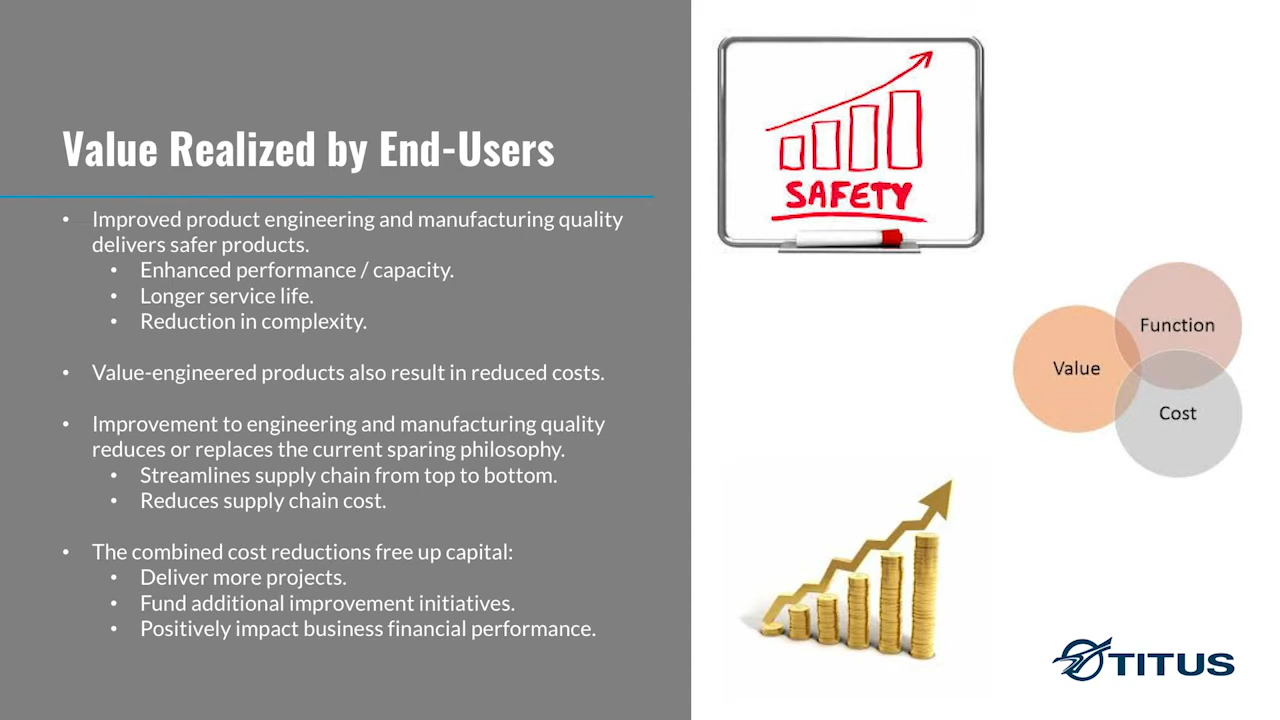 Value Realized by End-Users
• Improved product engineering and manufacturing quality
delivers safer products.
• Enhanced performance / capacity.
• Longer service life.
• Reduction in complexity.
• Value-engineered products also result in reduced costs.
• Improvement to engineering and manufacturing quality
reduces or replaces the current sparing philosophy.
• Streamlines supply chain from top to bottom.
• Reduces supply chain cost.
• The combined cost reductions free up capital:
• Deliver more projects.
• Fund additional improvement initiatives.
• Positively impact business financial performance.
SAFETY
Function
Value
Cost
TITUS